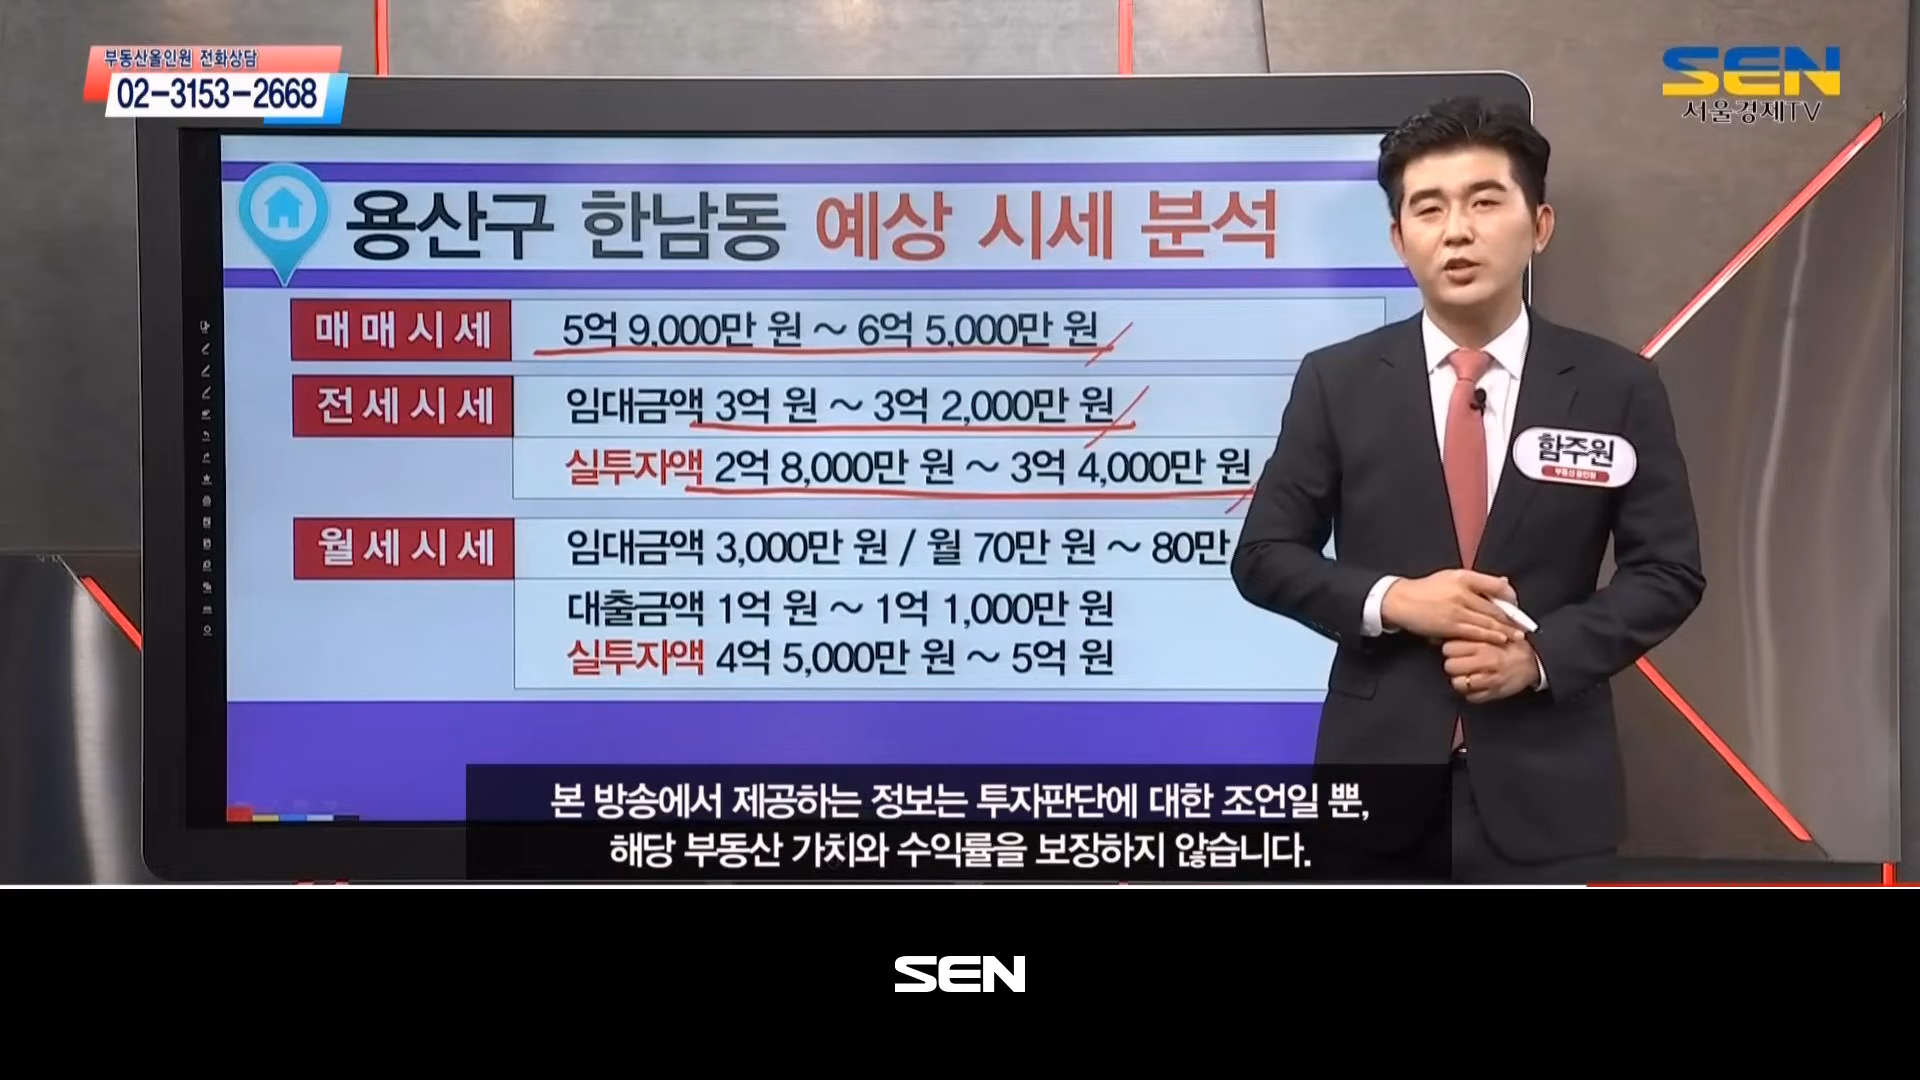 부동산올인원 전화상담
02-3153-2668
SEN
서울경제TV
용산구 한남동 예상 시세 분석
매매시세
5억 9,000만 원 ~ 6억 5,000만 원
전세시세
임대금액 3억 원 ~ 3억 2,000만 원
실투자액 2억 8,000만 원 ~ 3억 4,000만 원
월세시세
임대금액 3,000만 원 / 월 70만 원 ~ 80만
대출금액 1억 원 ~ 1억 1,000만 원
실투자액 4억 5,000만 원 ~ 5억 원
함주원
부동산 올인원
본 방송에서 제공하는 정보는 투자판단에 대한 조언일 뿐,
해당 부동산 가치와 수익률을 보장하지 않습니다.
SEN